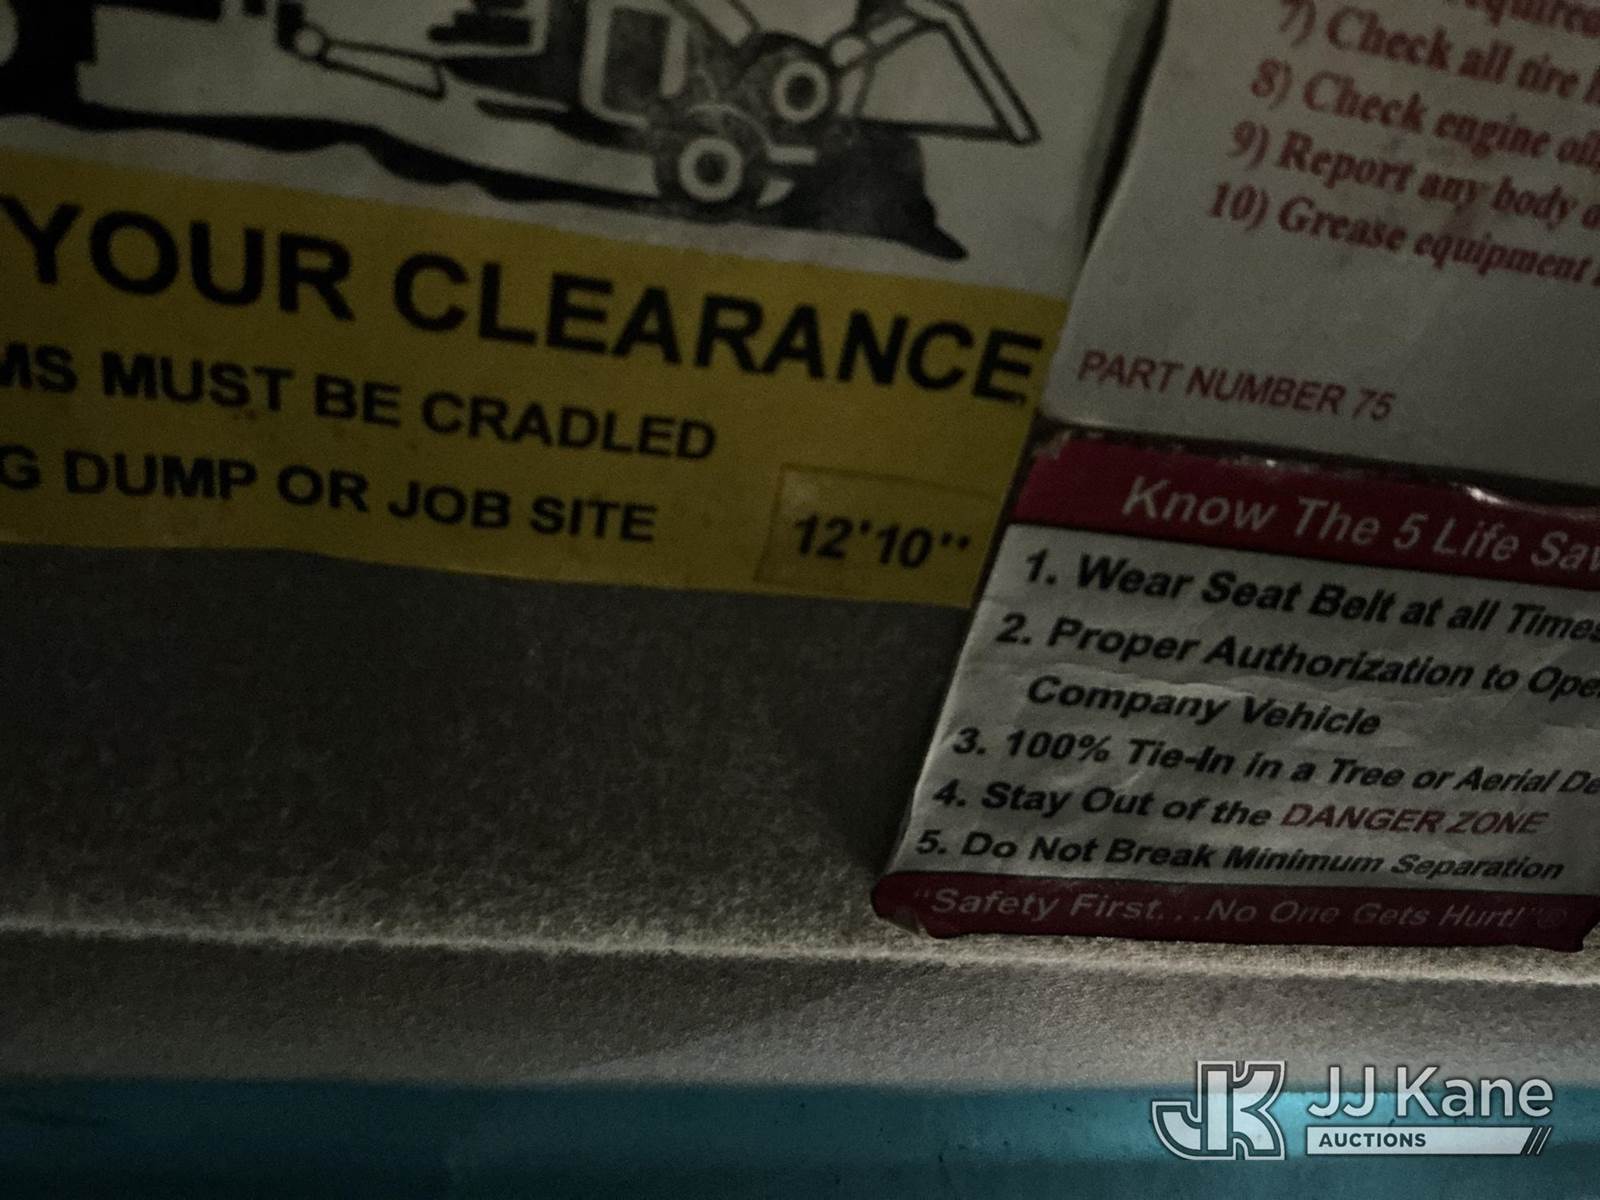 YOUR CLEARANCE
MUST BE CRADLED
DUMP OR JOB SITE
12'10"
7) Check all tire
8) Check engine oil,
9) Report any body
10) Grease equipment
PART NUMBER 75
Know The 5 Life
1. Wear Seat Belt at all Times
2. Proper Authorization to
Company Vehicle
3. 100% Tie-In in a Tree or Aerial
4. Stay Out of the DANGER ZONE
5. Do Not Break Minimum Separation
"Safety First...No One Gets Hurt!"®
JK JJ Kane
AUCTIONS